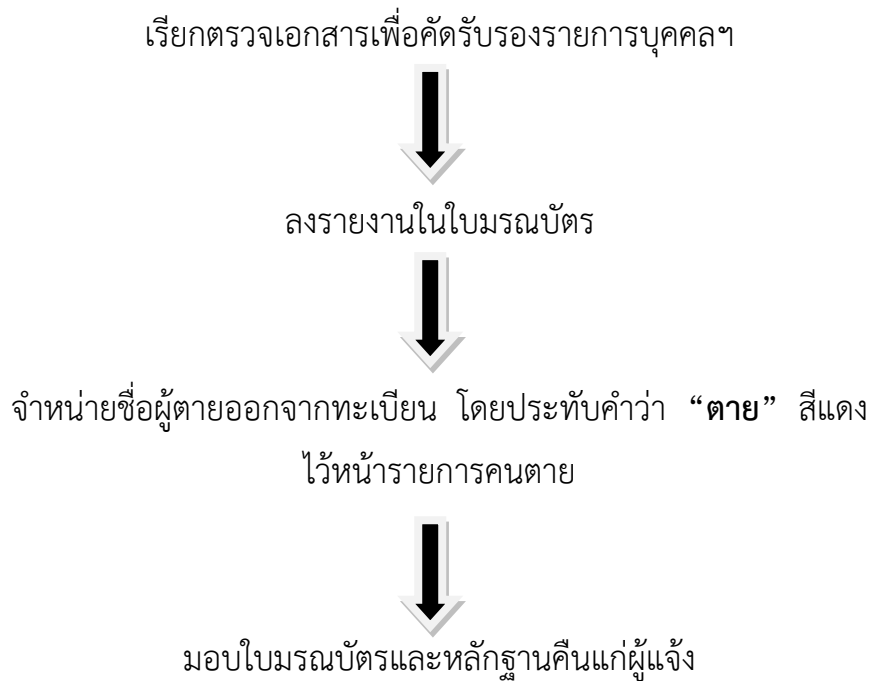 เรียกตรวจเอกสารเพื่อคัดรับรองรายการบุคคลฯ
ลงรายงานในใบมรณบัตร
จำหน่ายชื่อผู้ตายออกจากทะเบียน โดยประทับคำว่า “ตาย” สีแดง
ไว้หน้ารายการคนตาย
มอบใบมรณบัตรและหลักฐานคืนแก่ผู้แจ้ง